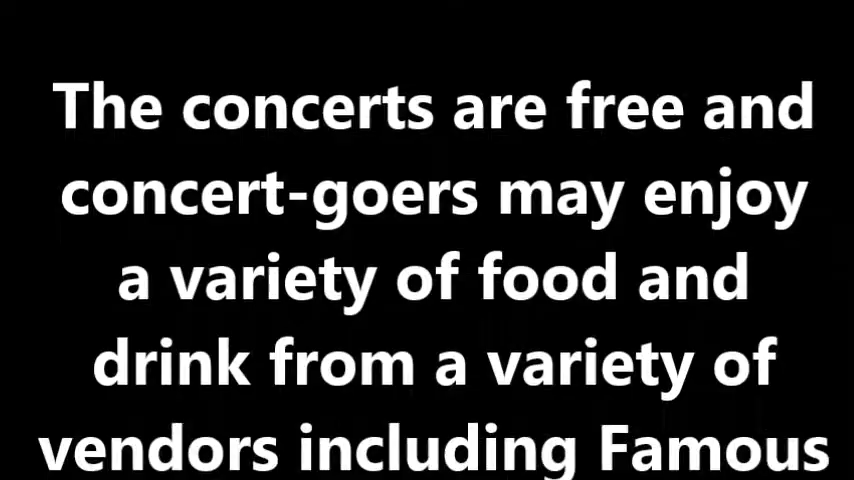 The concerts are free and
concert-goers may enjoy
a variety of food and
drink from a variety of
vendors including Famous